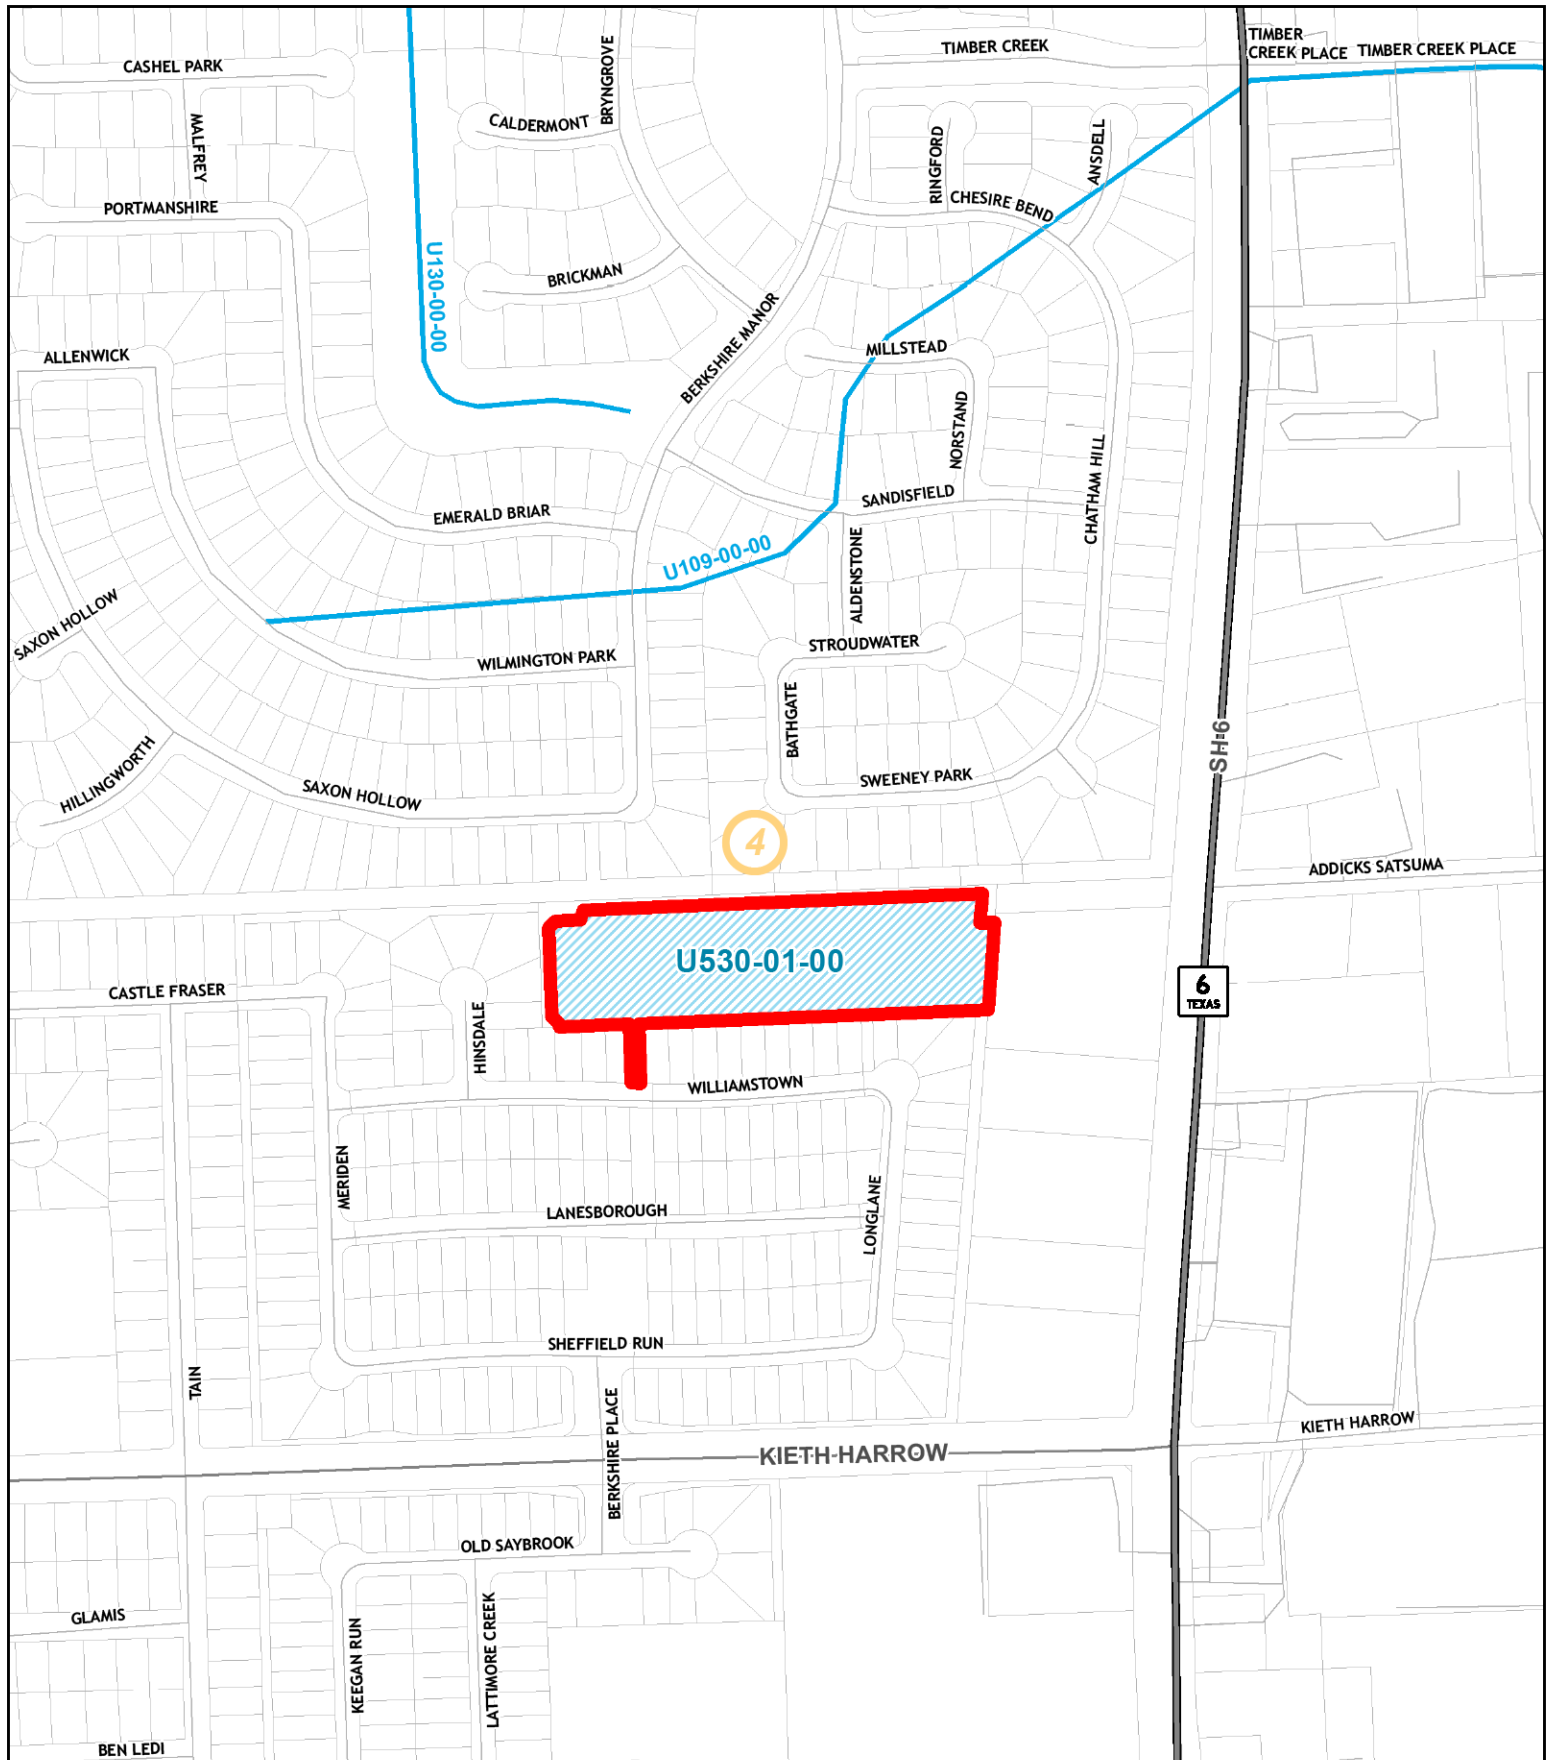 TIMBER
CREEK PLACE
TIMBER CREEK PLACE
TIMBER CREEK
CASHEL PARK
BRYNGROVE
CALDERMONT
MALFREY
RINGFORD
ANSDELL
CHESIRE BEND
PORTMANSHIRE
U130-00-00
BRICKMAN
BERKSHIRE MANOR
MILLSTEAD
ALLENWICK
NORSTAND
CHATHAM HILL
SANDISFIELD
EMERALD BRIAR
U109-00-00
ALDENSTONE
SAXON HOLLOW
STROUDWATER
WILMINGTON PARK
BATHGATE
SH-6
HILLINGWORTH
SAXON HOLLOW
SWEENEY PARK
4
ADDICKS SATSUMA
U530-01-00
CASTLE FRASER
6
TEXAS
HINSDALE
WILLIAMSTOWN
MERIDEN
LANESBOROUGH
LONGLANE
SHEFFIELD RUN
TAIN
BERKSHIRE PLACE
KIETH HARROW
KIETH-HARROW
OLD SAYBROOK
GLAMIS
KEEGAN RUN
LATTIMORE CREEK
BEN LEDI